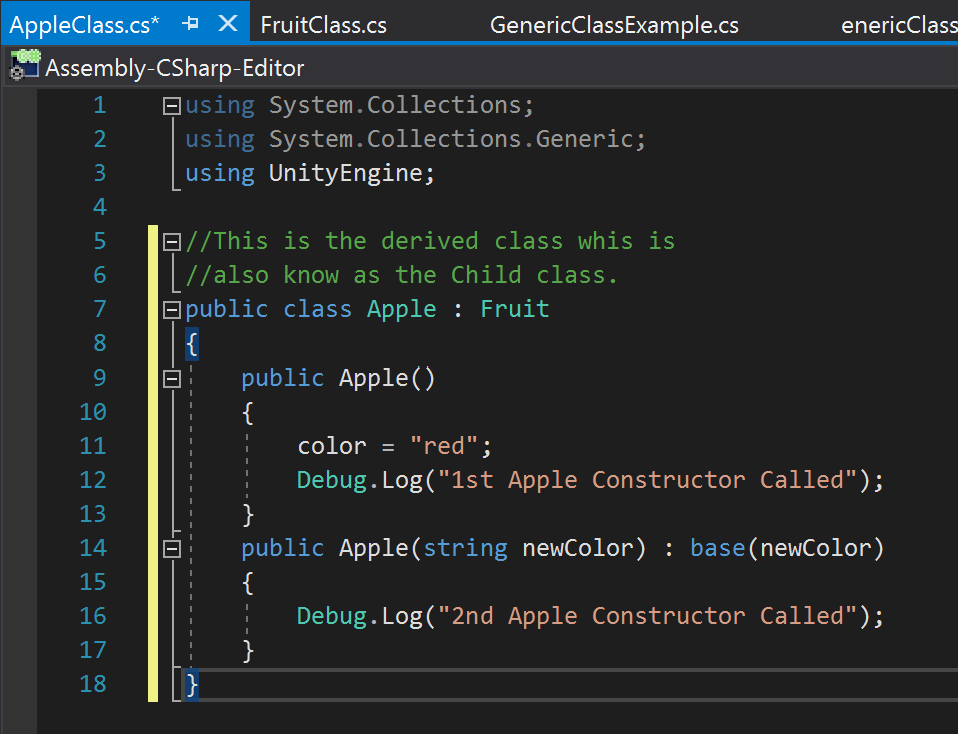 AppleClass.cs* FruitClass.cs GenericClassExample.cs enericClass
Assembly-CSharp-Editor
1 using System.Collections;
2 using System.Collections.Generic;
3 using UnityEngine;
4
5 //This is the derived class whis is
6 //also know as the Child class.
7 public class Apple : Fruit
8 {
9 public Apple()
10 {
11 color = "red";
12 Debug.Log("1st Apple Constructor Called");
13 }
14 public Apple(string newColor) : base(newColor)
15 {
16 Debug.Log("2nd Apple Constructor Called");
17 }
18 }